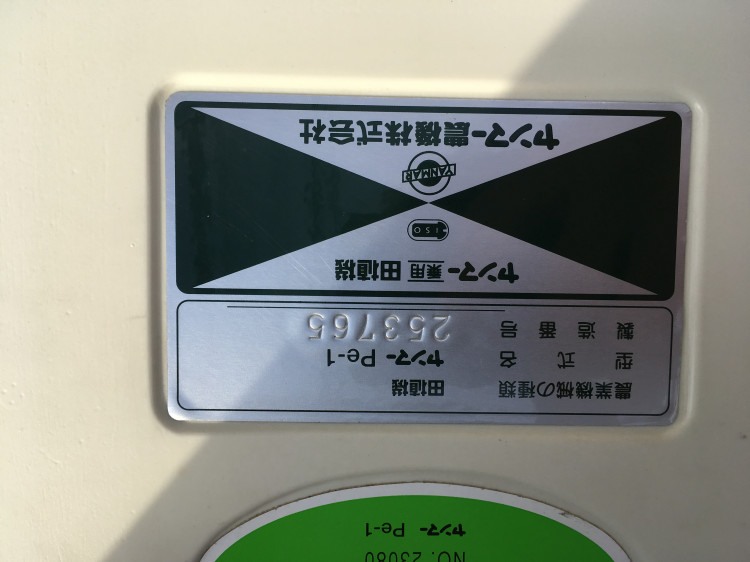 NO. 23080
ヤンマー Pe-1
農業機械の種類 田植機
型式名 ヤンマー Pe-1
製造番号 253765
ヤンマー 乗用 田植機
ISO
YANMAR
ヤンマー農機株式会社